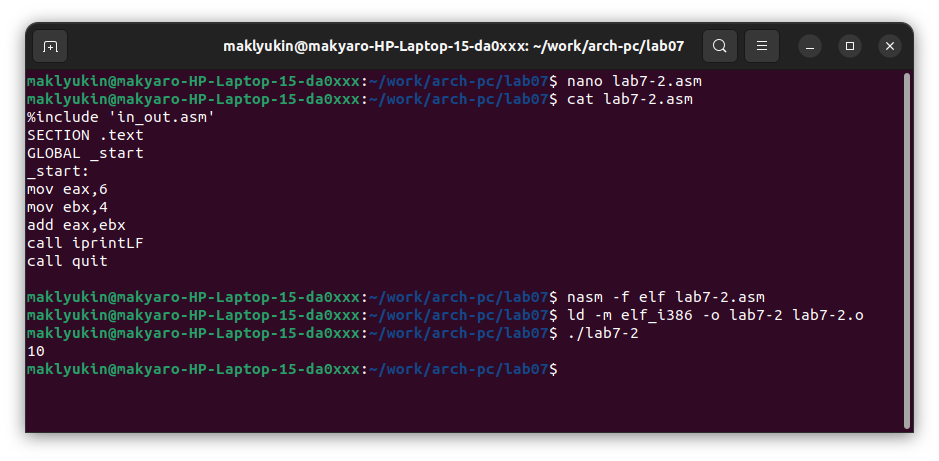 maklyukin@makyaro-HP-Laptop-15-da0xxx: ~/work/arch-pc/lab07
maklyukin@makyaro-HP-Laptop-15-da0xxx:~/work/arch-pc/lab07$ nano lab7-2.asm
maklyukin@makyaro-HP-Laptop-15-da0xxx:~/work/arch-pc/lab07$ cat lab7-2.asm
%include 'in_out.asm'
SECTION .text
GLOBAL _start
_start:
mov eax,6
mov ebx,4
add eax,ebx
call iprintLF
call quit
maklyukin@makyaro-HP-Laptop-15-da0xxx:~/work/arch-pc/lab07$ nasm -f elf lab7-2.asm
maklyukin@makyaro-HP-Laptop-15-da0xxx:~/work/arch-pc/lab07$ ld -m elf_i386 -o lab7-2 lab7-2.o
maklyukin@makyaro-HP-Laptop-15-da0xxx:~/work/arch-pc/lab07$ ./lab7-2
10
maklyukin@makyaro-HP-Laptop-15-da0xxx:~/work/arch-pc/lab07$